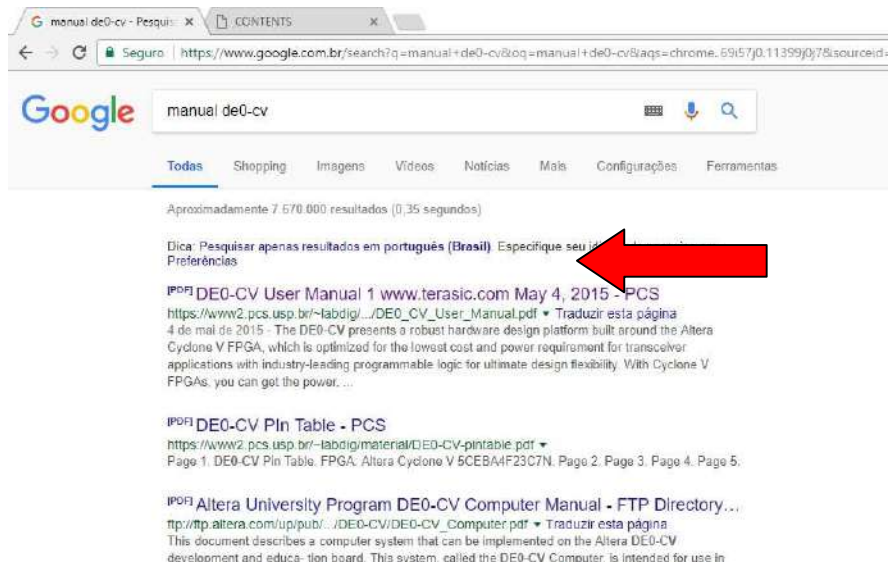 manual de0-cv - Pesquis
CONTENTS
Seguro
https://www.google.com.br/search?q=manual+de0-cv&oq=manual+de0-cv&aqs=chrome..69i57j0.11399j0j7&sourceid=
Google
manual de0-cv
Todas Shopping Imagens Vídeos Notícias Mais Configurações Ferramentas
Aproximadamente 7.670.000 resultados (0,35 segundos)
Dica: Pesquisar apenas resultados em português (Brasil). Especifique seu
Preferências
[PDF] DE0-CV User Manual 1 www.terasic.com May 4, 2015 - PCS
https://www2.pcs.usp.br/~labdig/.../DE0_CV_User_Manual.pdf ▾ Traduzir esta página
4 de mai de 2015 - The DE0-CV presents a robust hardware design platform built around the Altera
Cyclone V FPGA, which is optimized for the lowest cost and power requirement for transceiver
applications with industry-leading programmable logic for ultimate design flexibility. With Cyclone V
FPGAs, you can get the power, ...
[PDF] DE0-CV Pin Table - PCS
https://www2.pcs.usp.br/~labdig/material/DE0-CV-pintable.pdf ▾
Page 1. DE0-CV Pin Table. FPGA: Altera Cyclone V 5CEBA4F23C7N. Page 2. Page 3. Page 4. Page 5.
[PDF] Altera University Program DE0-CV Computer Manual - FTP Directory…
ftp://ftp.altera.com/up/pub/.../DE0-CV/DE0-CV_Computer.pdf ▾ Traduzir esta página
This document describes a computer system that can be implemented on the Altera DE0-CV
development and educa- tion board. This system, called the DE0-CV Computer, is intended for use in